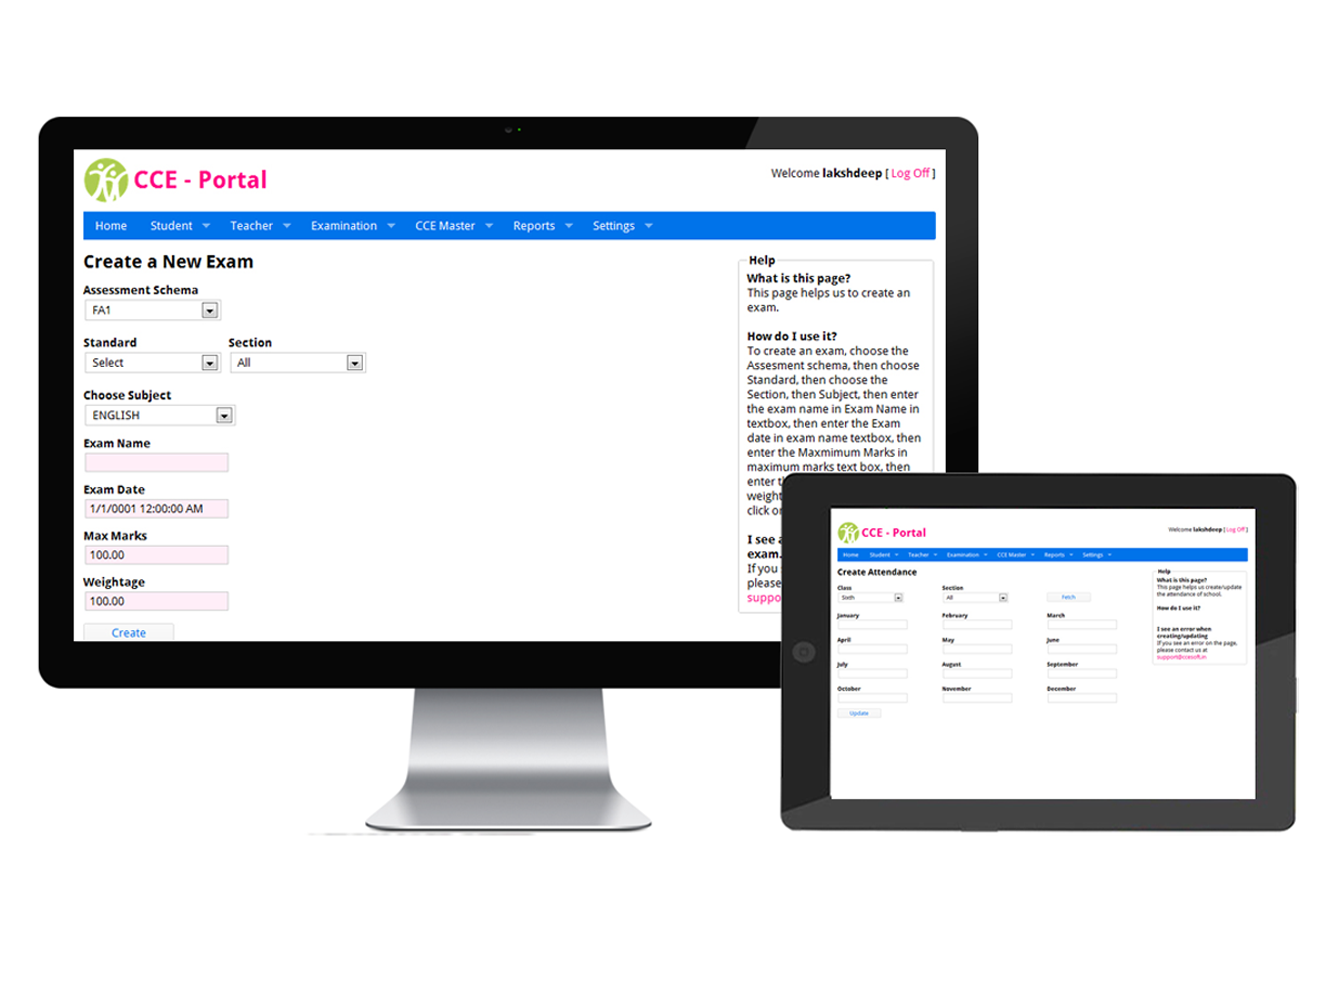 CCE - Portal
Welcome lakshdeep [ Log Off ]
Home Student Teacher Examination CCE Master Reports Settings
Create a New Exam
Assessment Schema
FA1
Standard Section
Select All
Choose Subject
ENGLISH
Exam Name
Exam Date
1/1/0001 12:00:00 AM
Max Marks
100.00
Weightage
100.00
Create
Help
What is this page?
This page helps us to create an
exam.
How do I use it?
To create an exam, choose the
Assesment schema, then choose
Standard, then choose the
Section, then Subject, then enter
the exam name in Exam Name in
textbox, then enter the Exam
date in exam name textbox, then
enter the Maxmimum Marks in
maximum marks text box, then
enter
click
I see
exam.
If you
please
CCE - Portal
Welcome lakshdeep [ Log Off ]
Home Student Teacher Examination CCE Master Reports Settings
Create Attendance
Class Section
Sixth All Fetch
January February March
April May June
July August September
October November December
Update
Help
What is this page?
This page helps us create/update
the attendance of school.
How do I use it?
I see an error when
creating/updating
If you see an error on the page,
please contact us at
support@ccesoft.in